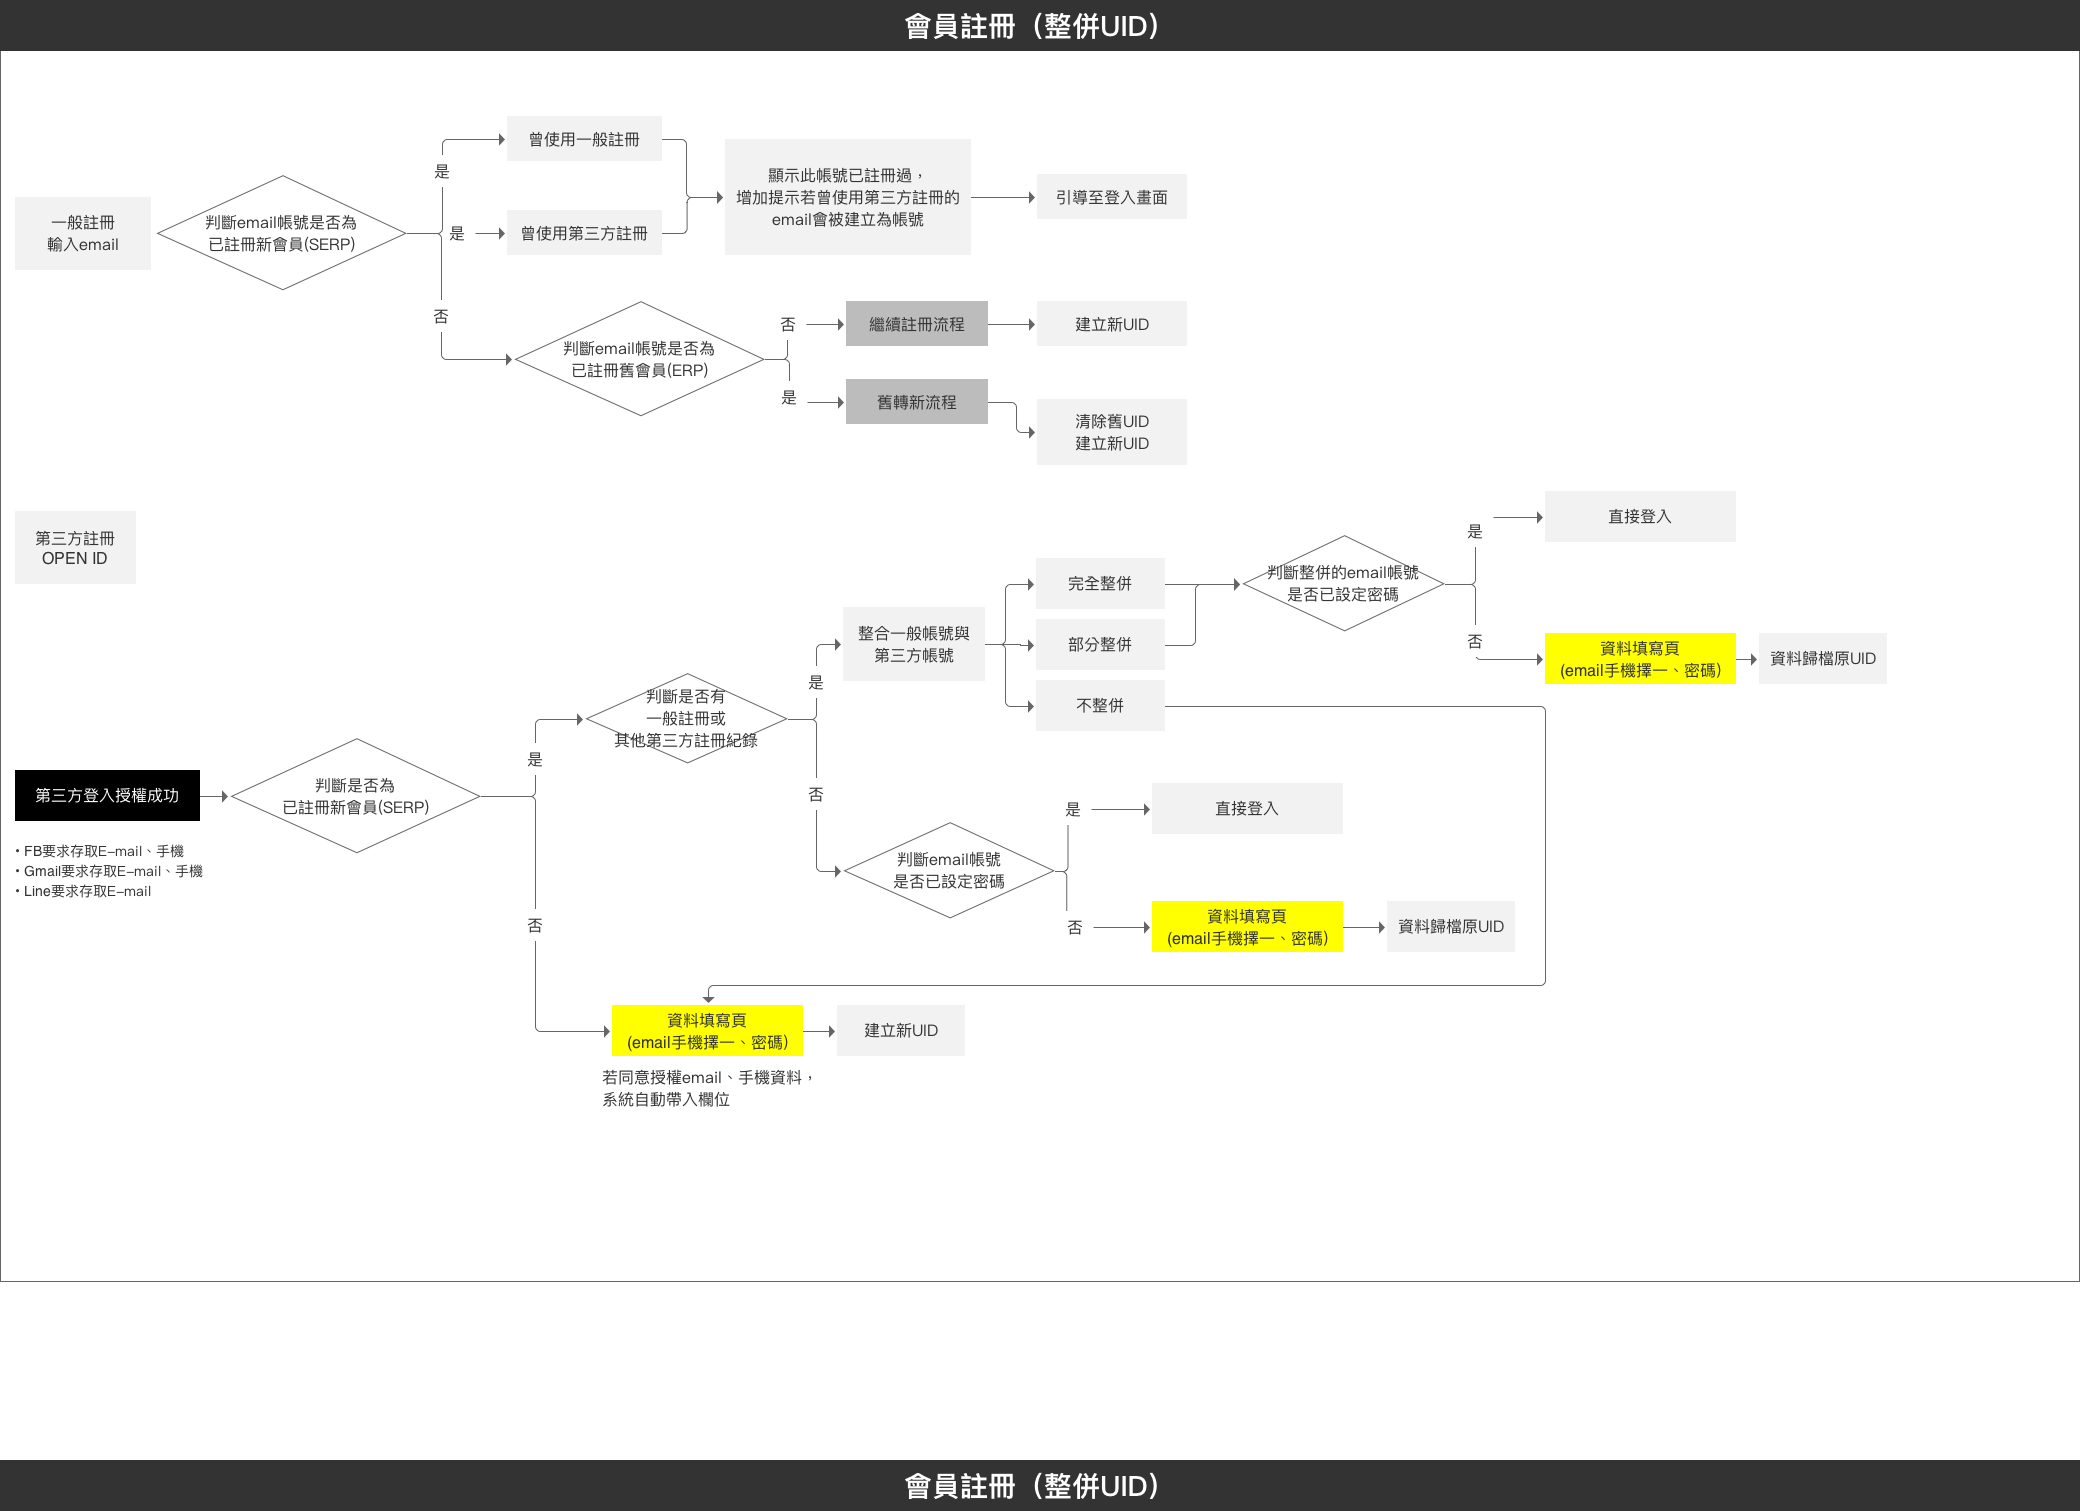 會員註冊（整併UID）
一般註冊
輸入email
判斷email帳號是否為
已註冊新會員(SERP)
是
曾使用一般註冊
是
曾使用第三方註冊
顯示此帳號已註冊過，
增加提示若曾使用第三方註冊的
email會被建立為帳號
引導至登入畫面
否
判斷email帳號是否為
已註冊舊會員(ERP)
否
繼續註冊流程
建立新UID
是
舊轉新流程
清除舊UID
建立新UID
第三方註冊
OPEN ID
第三方登入授權成功
• FB要求存取E-mail、手機
• Gmail要求存取E-mail、手機
• Line要求存取E-mail
判斷是否為
已註冊新會員(SERP)
是
判斷是否有
一般註冊或
其他第三方註冊紀錄
是
整合一般帳號與
第三方帳號
完全整併
部分整併
不整併
判斷整併的email帳號
是否已設定密碼
是
直接登入
否
資料填寫頁
(email手機擇一、密碼)
資料歸檔原UID
否
判斷email帳號
是否已設定密碼
是
直接登入
否
資料填寫頁
(email手機擇一、密碼)
資料歸檔原UID
否
資料填寫頁
(email手機擇一、密碼)
建立新UID
若同意授權email、手機資料，
系統自動帶入欄位
會員註冊（整併UID）